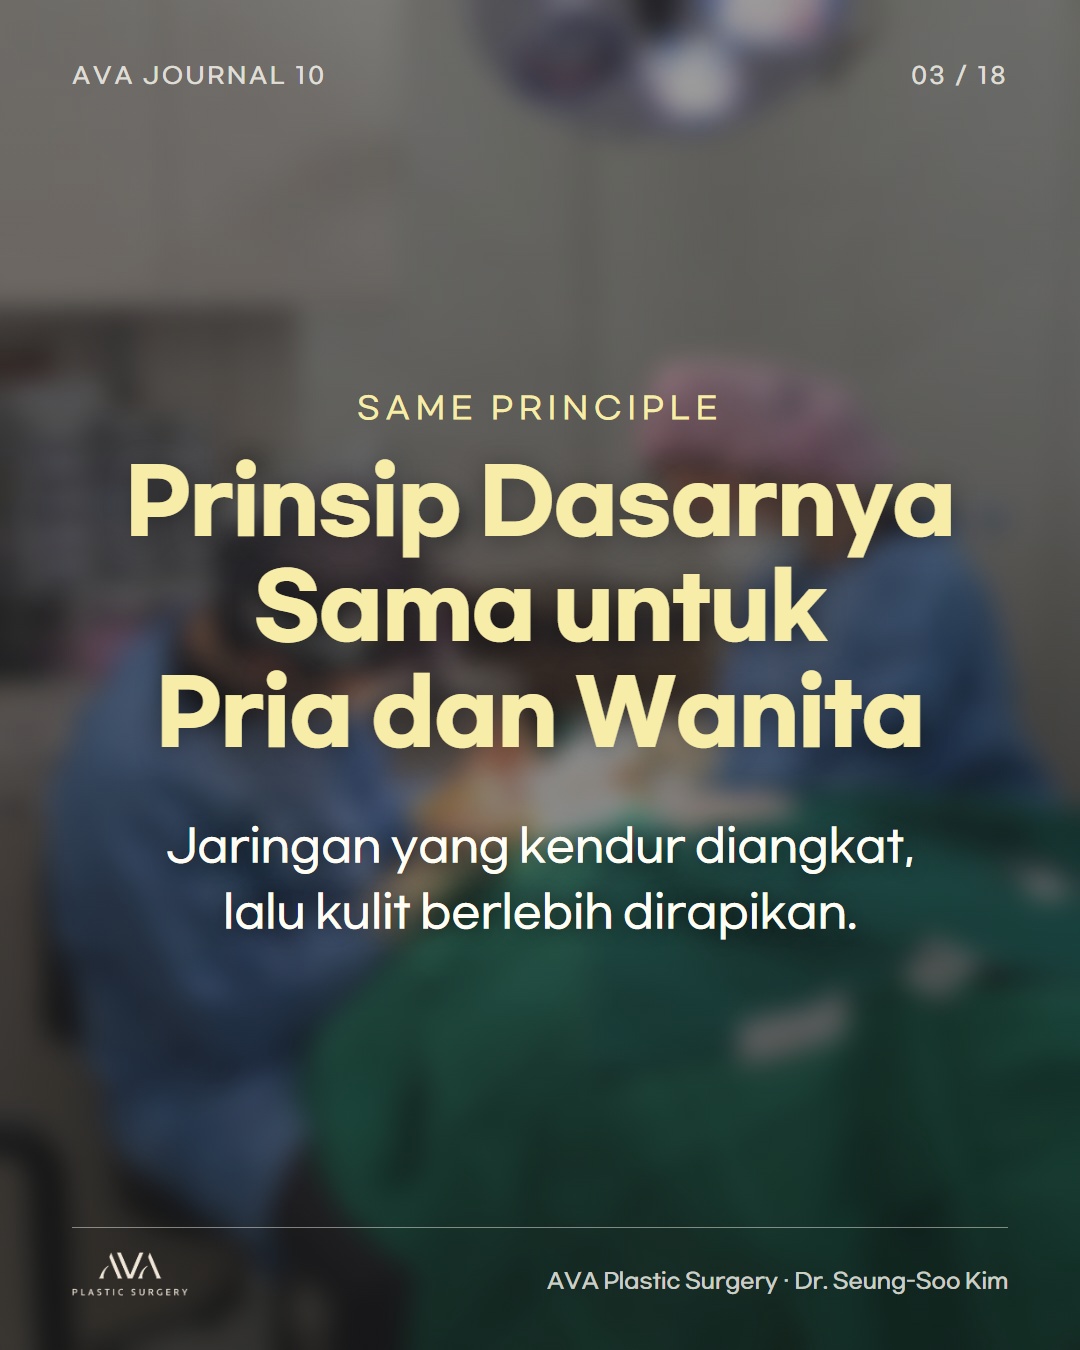 AVA JOURNAL 10
03 / 18
SAME PRINCIPLE
Prinsip Dasarnya
Sama untuk
Pria dan Wanita
Jaringan yang kendur diangkat,
lalu kulit berlebih dirapikan.
AVA
PLASTIC SURGERY
AVA Plastic Surgery · Dr. Seung-Soo Kim